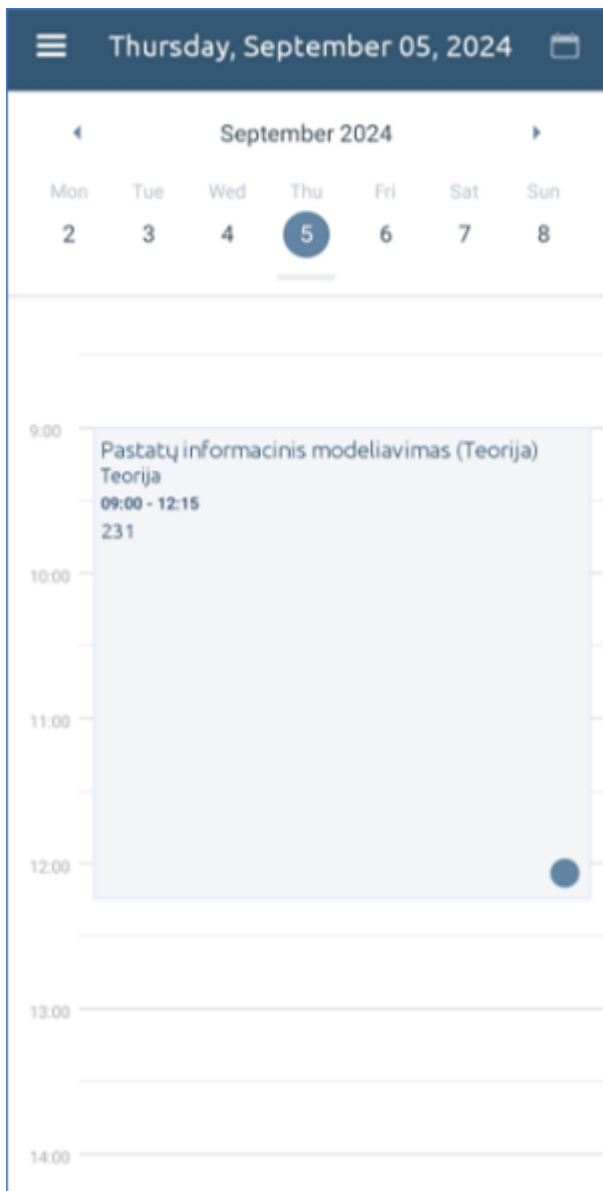 Thursday, September 05, 2024
September 2024
Mon Tue Wed Thu Fri Sat Sun
2 3 4 5 6 7 8
9:00
Pastatų informacinis modeliavimas (Teorija)
Teorija
09:00 - 12:15
231
10:00
11:00
12:00
13:00
14:00